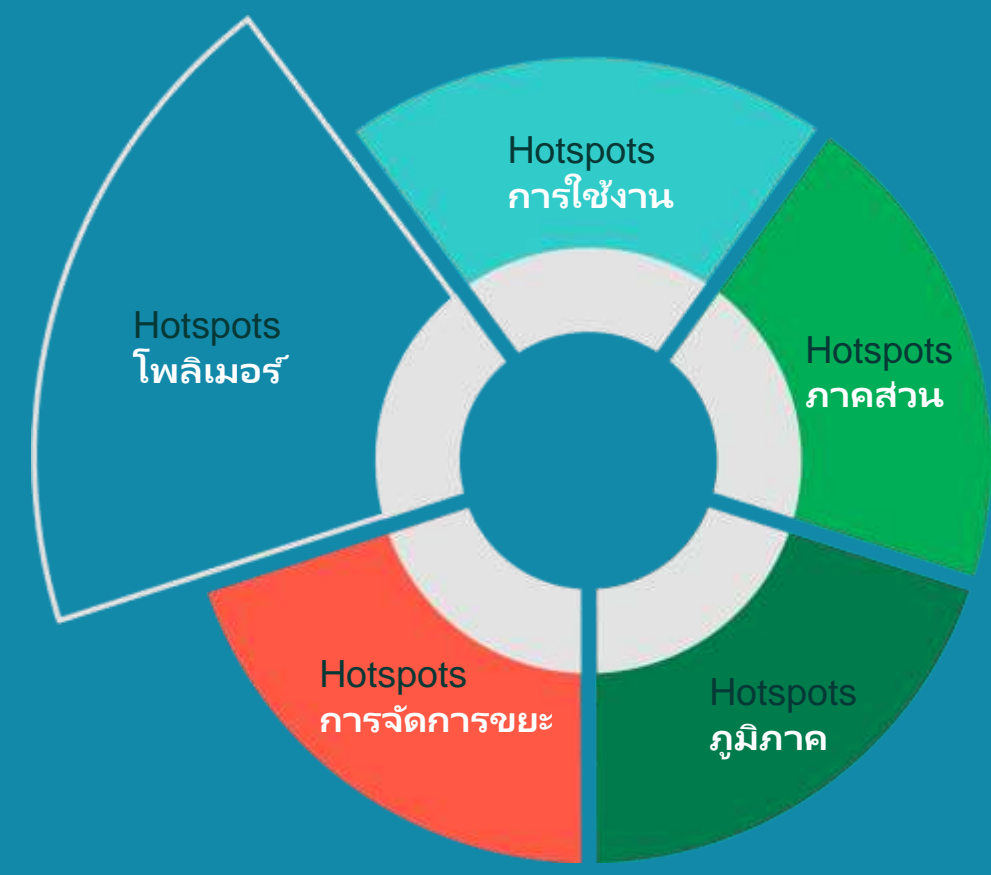 Hotspots
การใช้งาน
Hotspots
โพลิเมอร์
Hotspots
ภาคส่วน
Hotspots
การจัดการขยะ
Hotspots
ภูมิภาค